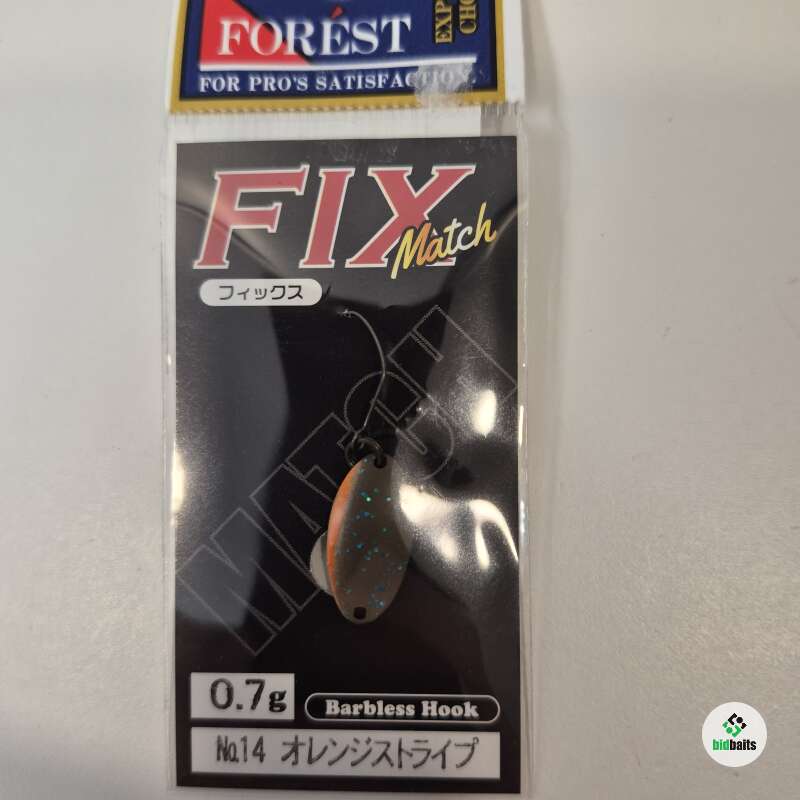 FORÉST
FOR PRO'S SATISFACTION.
FIX
Match
フィックス
MATCH
0.7g
Barbless Hook
No.14 オレンジストライプ
bidbaits